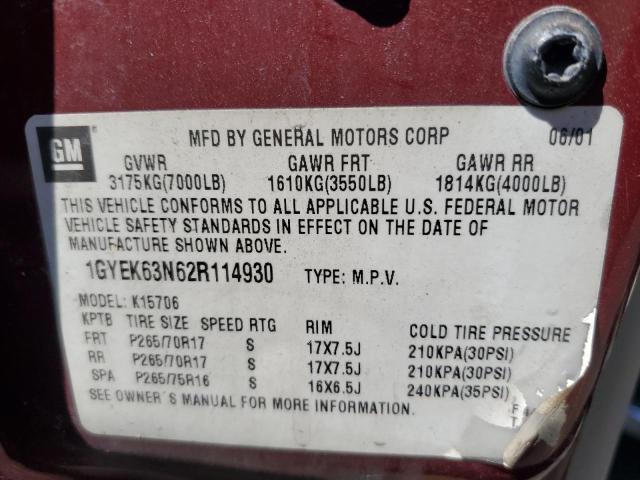 GM
MFD BY GENERAL MOTORS CORP 06/01
GVWR GAWR FRT GAWR RR
3175KG(7000LB) 1610KG(3550LB) 1814KG(4000LB)
THIS VEHICLE CONFORMS TO ALL APPLICABLE U.S. FEDERAL MOTOR
VEHICLE SAFETY STANDARDS IN EFFECT ON THE DATE OF
MANUFACTURE SHOWN ABOVE.
1GYEK63N62R114930 TYPE: M.P.V.
MODEL: K15706
KPTB TIRE SIZE SPEED RTG RIM COLD TIRE PRESSURE
FRT P265/70R17 S 17X7.5J 210KPA(30PSI)
RR P265/70R17 S 17X7.5J 210KPA(30PSI)
SPA P265/75R16 S 16X6.5J 240KPA(35PSI)
SEE OWNER'S MANUAL FOR MORE INFORMATION.